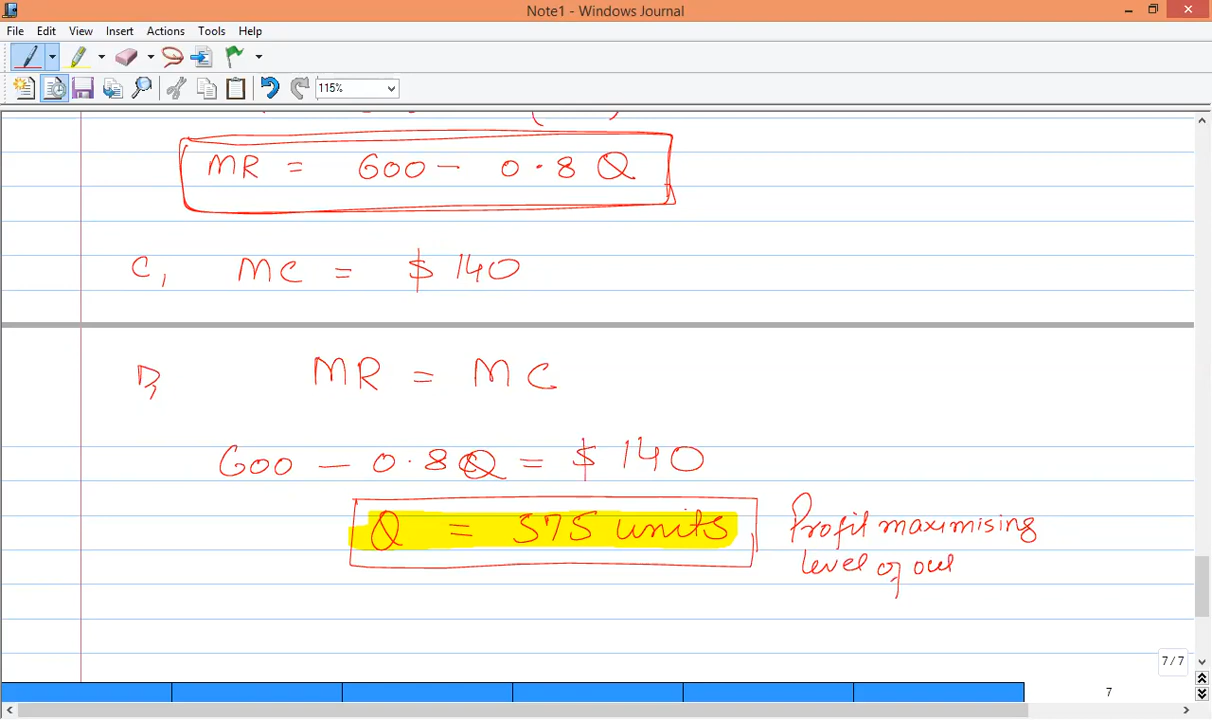 Note1 - Windows Journal
File Edit View Insert Actions Tools Help
115%
MR = 600 - 0.8 Q
C, MC = $ 140
D, MR = MC
600 - 0.8 Q = $ 140
Q = 575 units
Profit maximising
level of out
7 / 7
7